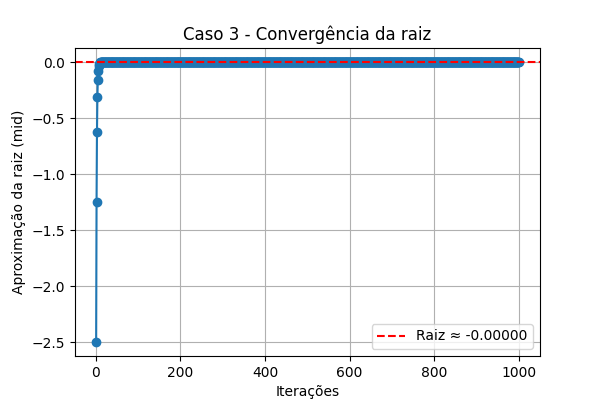 Caso 3 - Convergência da raiz
Aproximação da raiz (mid)
0.0
−0.5
−1.0
−1.5
−2.0
−2.5
Raiz ≈ -0.00000
0 200 400 600 800 1000
Iterações